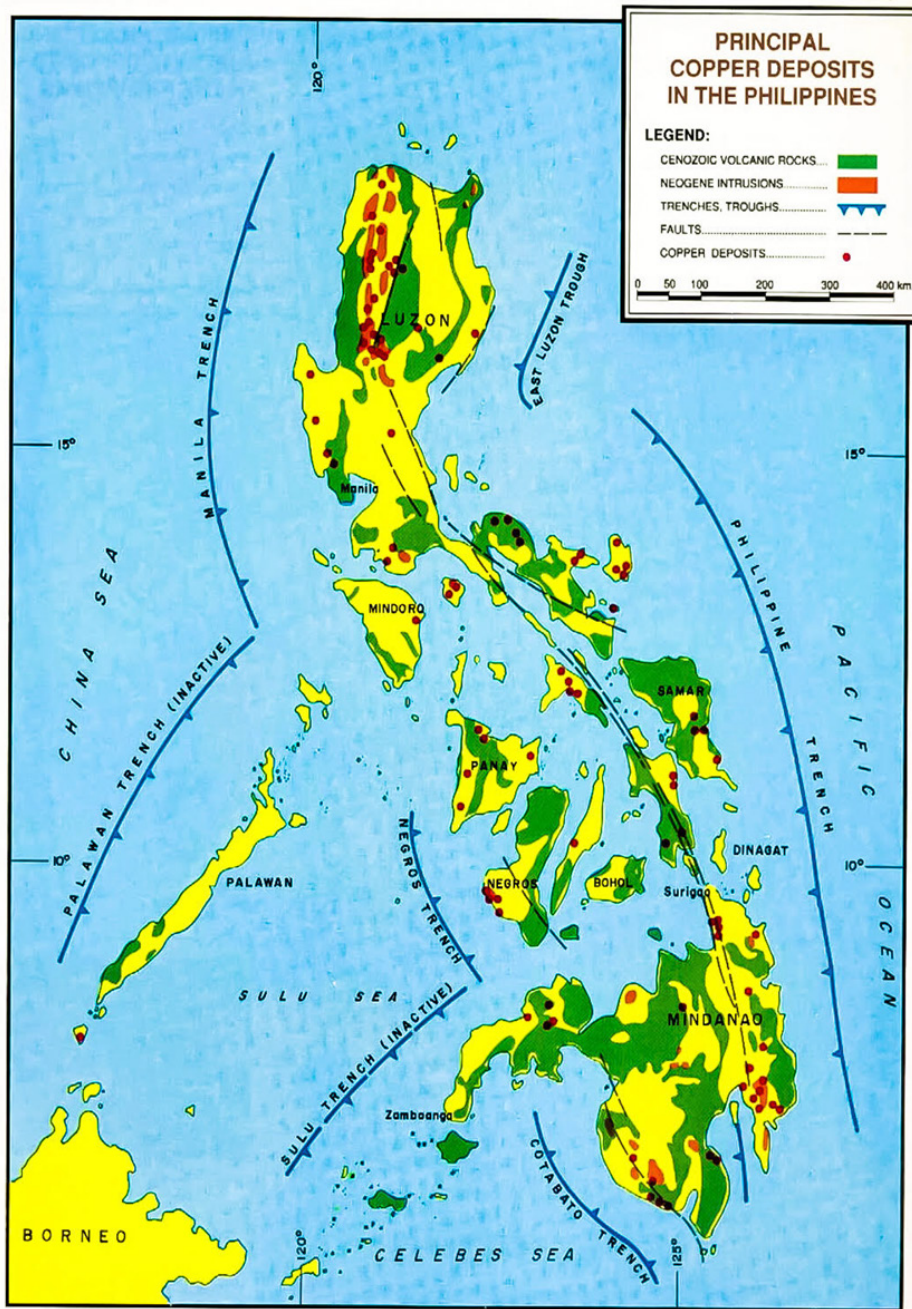 PRINCIPAL
COPPER DEPOSITS
IN THE PHILIPPINES
LEGEND:
CENOZOIC VOLCANIC ROCKS....
NEOGENE INTRUSIONS...............
TRENCHES, TROUGHS...............
FAULTS.......................................
COPPER DEPOSITS...................
0 50 100 200 300 400 km
120°
LUZON
MANILA TRENCH
EAST LUZON TROUGH
15°
15°
Manila
PHILIPPINE TRENCH
CHINA SEA
MINDORO
PACIFIC OCEAN
PALAWAN TRENCH (INACTIVE)
SAMAR
PANAY
NEGROS TRENCH
DINAGAT
10°
10°
PALAWAN
NEGROS
BOHOL
Surigao
SULU SEA
MINDANAO
SULU TRENCH (INACTIVE)
Zamboanga
COTABATO TRENCH
BORNEO
120°
CELEBES SEA
125°